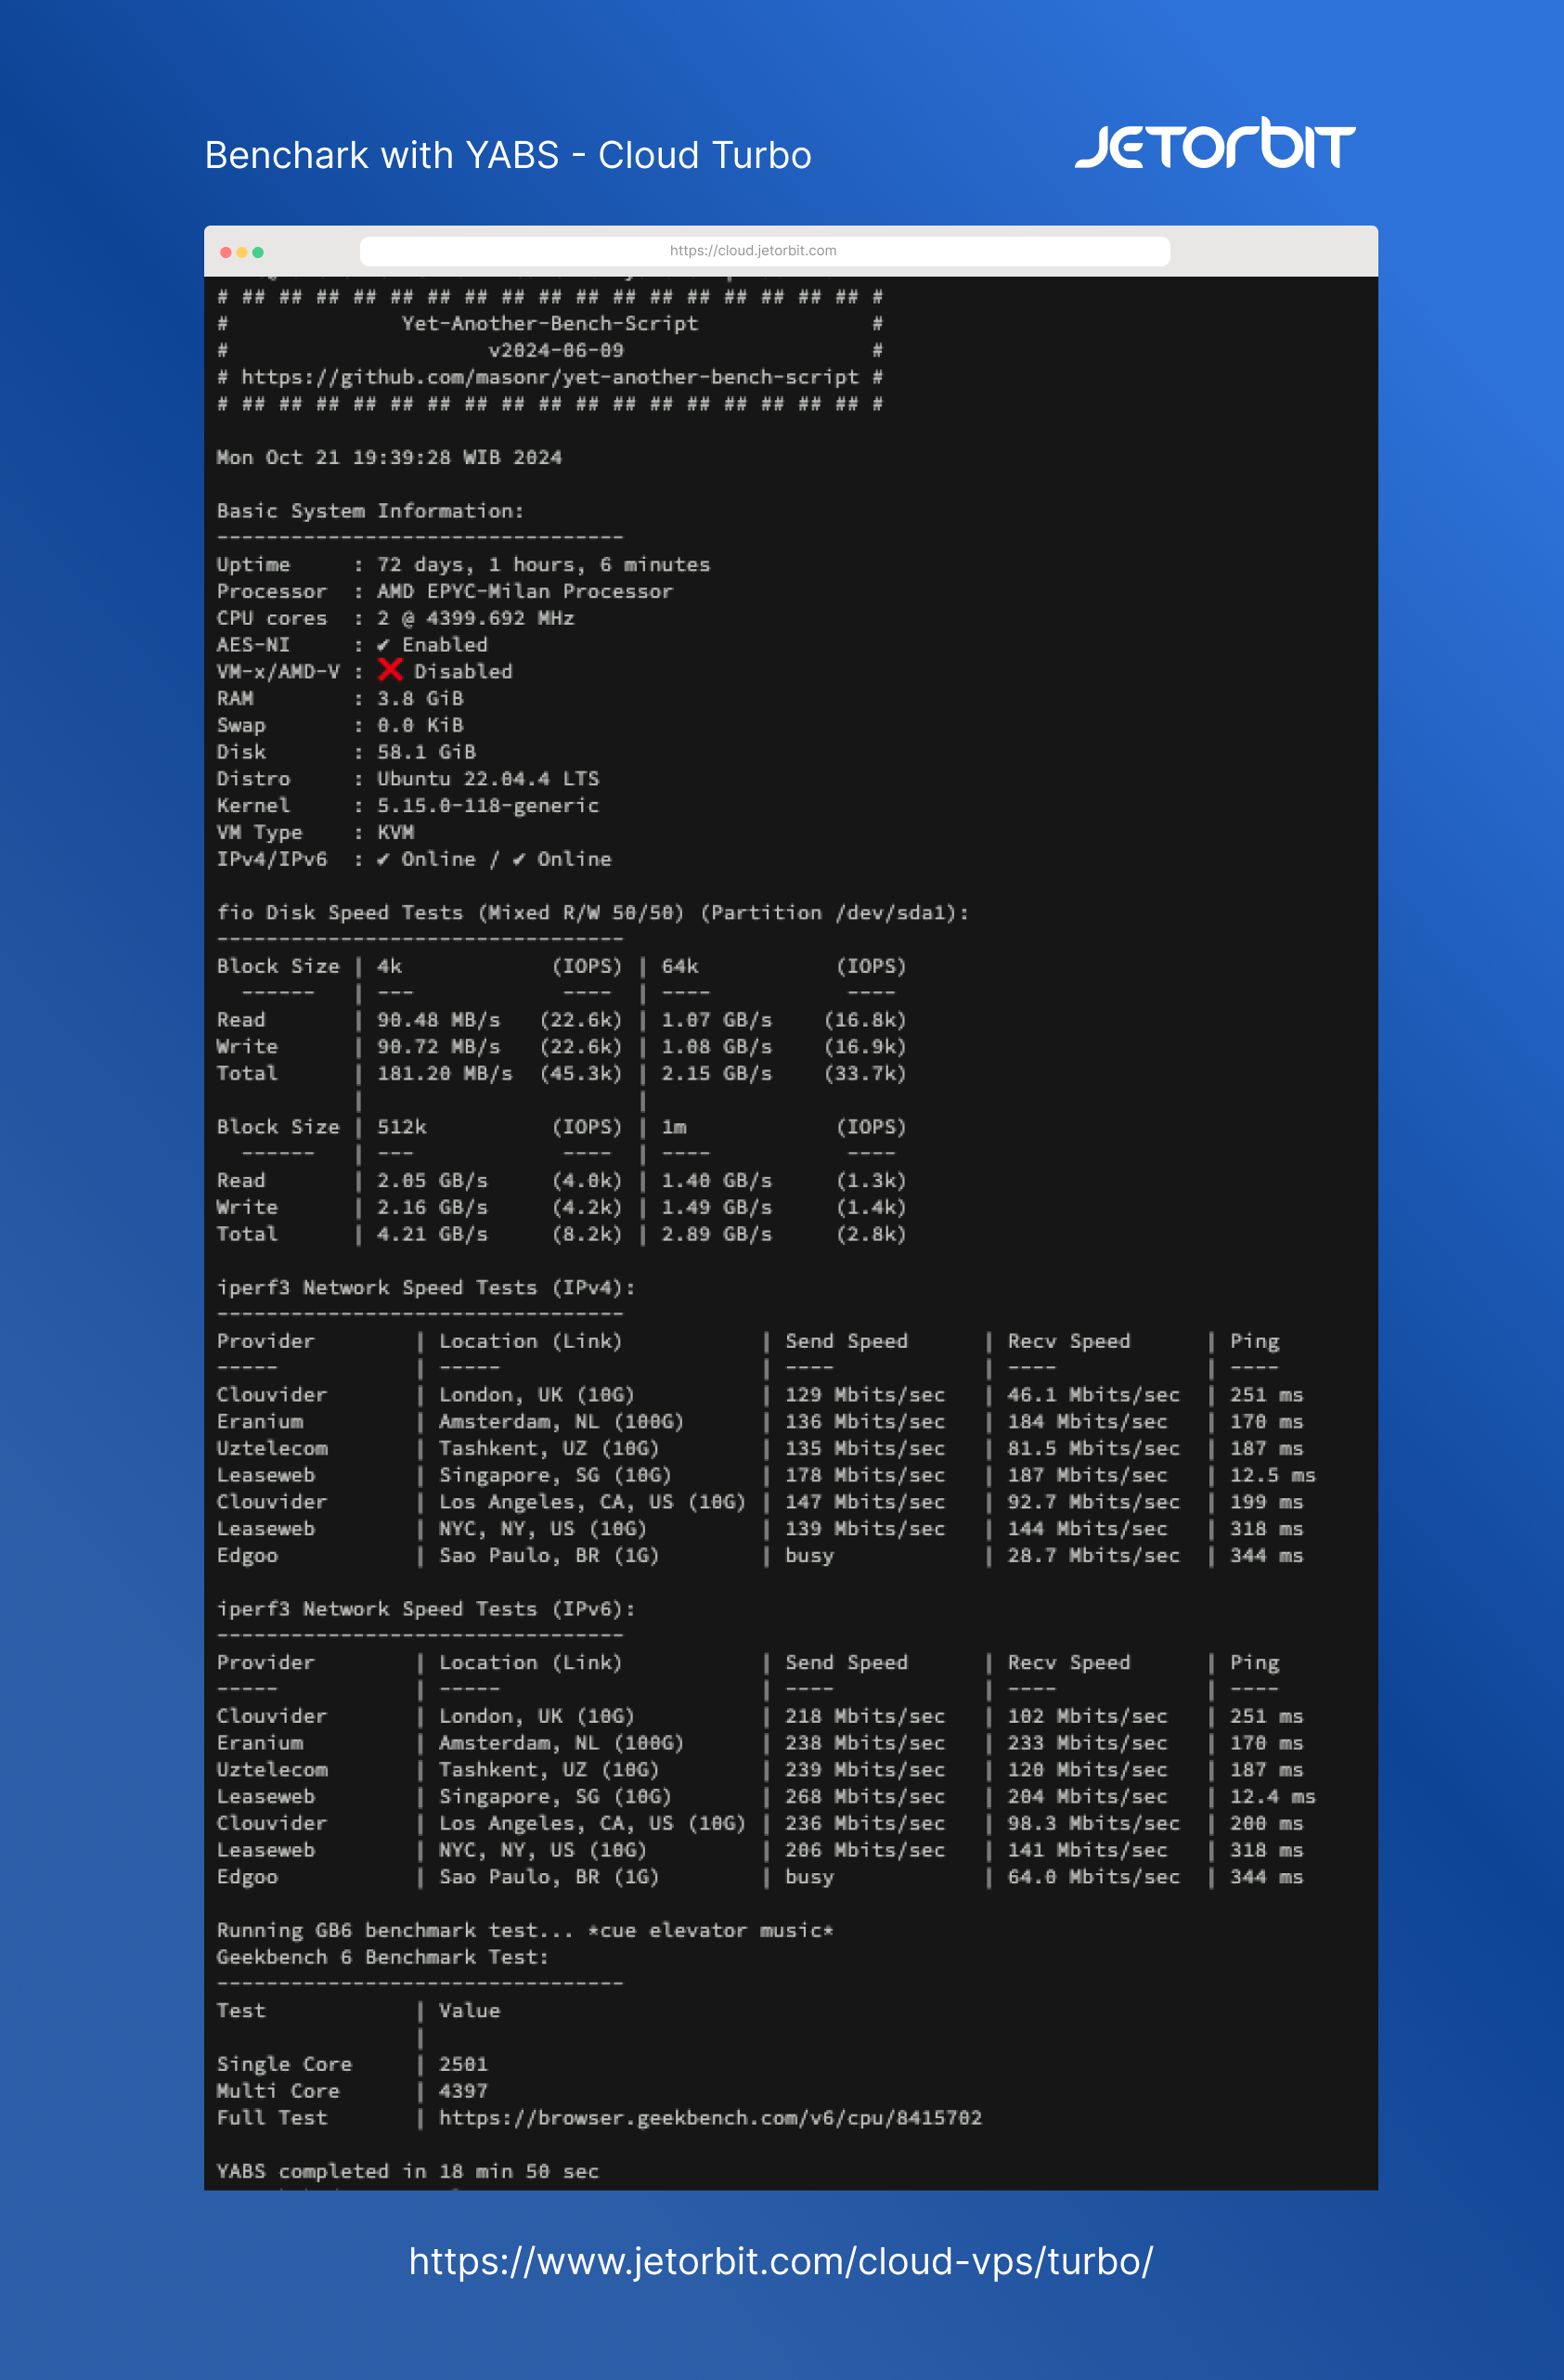 Benchark with YABS - Cloud Turbo
JETORBIT
https://cloud.jetorbit.com
# ## ## ## ## ## ## ## ## ## ## ## ## ## ## ## ## ## #
#              Yet-Another-Bench-Script              #
#                     v2024-06-09                    #
# https://github.com/masonr/yet-another-bench-script #
# ## ## ## ## ## ## ## ## ## ## ## ## ## ## ## ## ## #
Mon Oct 21 19:39:28 WIB 2024
Basic System Information:
---------------------------------
Uptime     : 72 days, 1 hours, 6 minutes
Processor  : AMD EPYC-Milan Processor
CPU cores  : 2 @ 4399.692 MHz
AES-NI     : ✔ Enabled
VM-x/AMD-V : ❌ Disabled
RAM        : 3.8 GiB
Swap       : 0.0 KiB
Disk       : 58.1 GiB
Distro     : Ubuntu 22.04.4 LTS
Kernel     : 5.15.0-118-generic
VM Type    : KVM
IPv4/IPv6  : ✔ Online / ✔ Online
fio Disk Speed Tests (Mixed R/W 50/50) (Partition /dev/sda1):
---------------------------------
Block Size | 4k            (IOPS) | 64k           (IOPS)
  ------   | ---            ----  | ----           ----
Read       | 90.48 MB/s   (22.6k) | 1.07 GB/s    (16.8k)
Write      | 90.72 MB/s   (22.6k) | 1.08 GB/s    (16.9k)
Total      | 181.20 MB/s  (45.3k) | 2.15 GB/s    (33.7k)
           |                      |
Block Size | 512k          (IOPS) | 1m            (IOPS)
  ------   | ---            ----  | ----           ----
Read       | 2.05 GB/s     (4.0k) | 1.40 GB/s     (1.3k)
Write      | 2.16 GB/s     (4.2k) | 1.49 GB/s     (1.4k)
Total      | 4.21 GB/s     (8.2k) | 2.89 GB/s     (2.8k)
iperf3 Network Speed Tests (IPv4):
---------------------------------
Provider        | Location (Link)           | Send Speed      | Recv Speed      | Ping
-----           | -----                     | ----            | ----            | ----
Clouvider       | London, UK (10G)          | 129 Mbits/sec   | 46.1 Mbits/sec  | 251 ms
Eranium         | Amsterdam, NL (100G)      | 136 Mbits/sec   | 184 Mbits/sec   | 170 ms
Uztelecom       | Tashkent, UZ (10G)        | 135 Mbits/sec   | 81.5 Mbits/sec  | 187 ms
Leaseweb        | Singapore, SG (10G)       | 178 Mbits/sec   | 187 Mbits/sec   | 12.5 ms
Clouvider       | Los Angeles, CA, US (10G) | 147 Mbits/sec   | 92.7 Mbits/sec  | 199 ms
Leaseweb        | NYC, NY, US (10G)         | 139 Mbits/sec   | 144 Mbits/sec   | 318 ms
Edgoo           | Sao Paulo, BR (1G)        | busy            | 28.7 Mbits/sec  | 344 ms
iperf3 Network Speed Tests (IPv6):
---------------------------------
Provider        | Location (Link)           | Send Speed      | Recv Speed      | Ping
-----           | -----                     | ----            | ----            | ----
Clouvider       | London, UK (10G)          | 218 Mbits/sec   | 102 Mbits/sec   | 251 ms
Eranium         | Amsterdam, NL (100G)      | 238 Mbits/sec   | 233 Mbits/sec   | 170 ms
Uztelecom       | Tashkent, UZ (10G)        | 239 Mbits/sec   | 120 Mbits/sec   | 187 ms
Leaseweb        | Singapore, SG (10G)       | 268 Mbits/sec   | 204 Mbits/sec   | 12.4 ms
Clouvider       | Los Angeles, CA, US (10G) | 236 Mbits/sec   | 98.3 Mbits/sec  | 200 ms
Leaseweb        | NYC, NY, US (10G)         | 206 Mbits/sec   | 141 Mbits/sec   | 318 ms
Edgoo           | Sao Paulo, BR (1G)        | busy            | 64.0 Mbits/sec  | 344 ms
Running GB6 benchmark test... *cue elevator music*
Geekbench 6 Benchmark Test:
---------------------------------
Test            | Value
                |
Single Core     | 2501
Multi Core      | 4397
Full Test       | https://browser.geekbench.com/v6/cpu/8415702
YABS completed in 18 min 50 sec
https://www.jetorbit.com/cloud-vps/turbo/